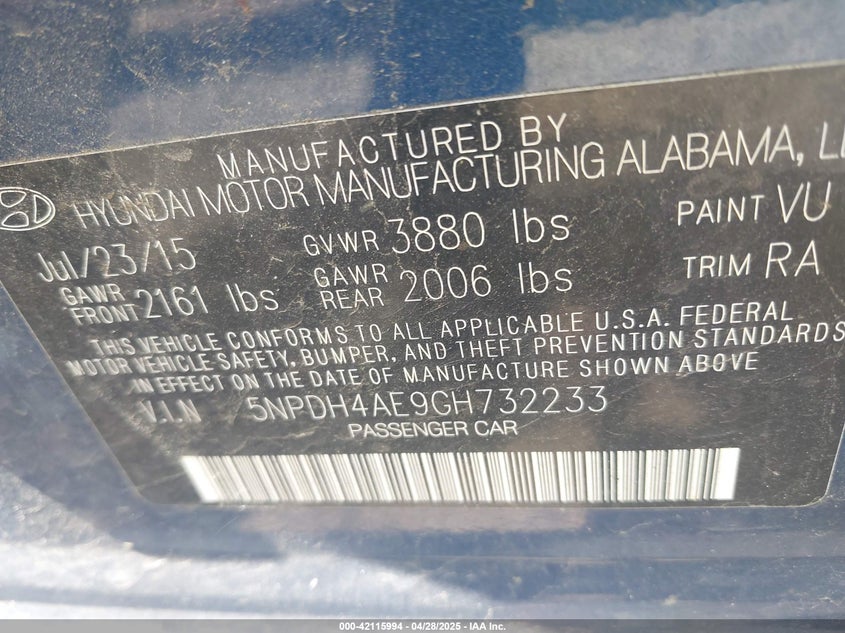 MANUFACTURED BY
HYUNDAI MOTOR MANUFACTURING ALABAMA,
Jul/23/15 GVWR 3880 lbs PAINT VU
GAWR FRONT 2161 lbs GAWR REAR 2006 lbs TRIM RA
THIS VEHICLE CONFORMS TO ALL APPLICABLE U.S.A. FEDERAL
MOTOR VEHICLE SAFETY, BUMPER, AND THEFT PREVENTION STANDARDS
IN EFFECT ON THE DATE OF MANUFACTURE SHOWN ABOVE
V.I.N 5NPDH4AE9GH732233
PASSENGER CAR
000-42115994 - 04/28/2025 - IAA Inc.